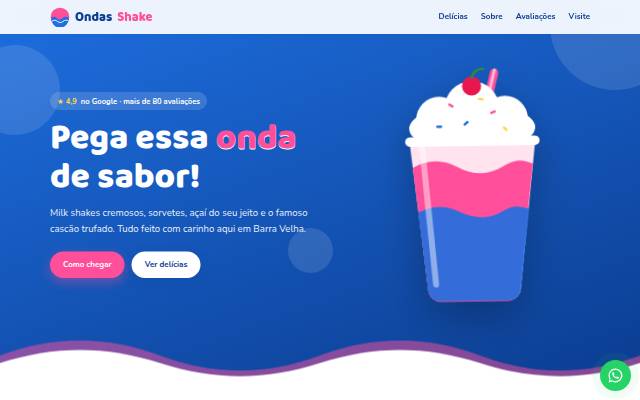 Ondas Shake
Delícias Sobre Avaliações Visite
★ 4,9 no Google · mais de 80 avaliações
Pega essa onda
de sabor!
Milk shakes cremosos, sorvetes, açaí do seu jeito e o famoso
cascão trufado. Tudo feito com carinho aqui em Barra Velha.
Como chegar Ver delícias